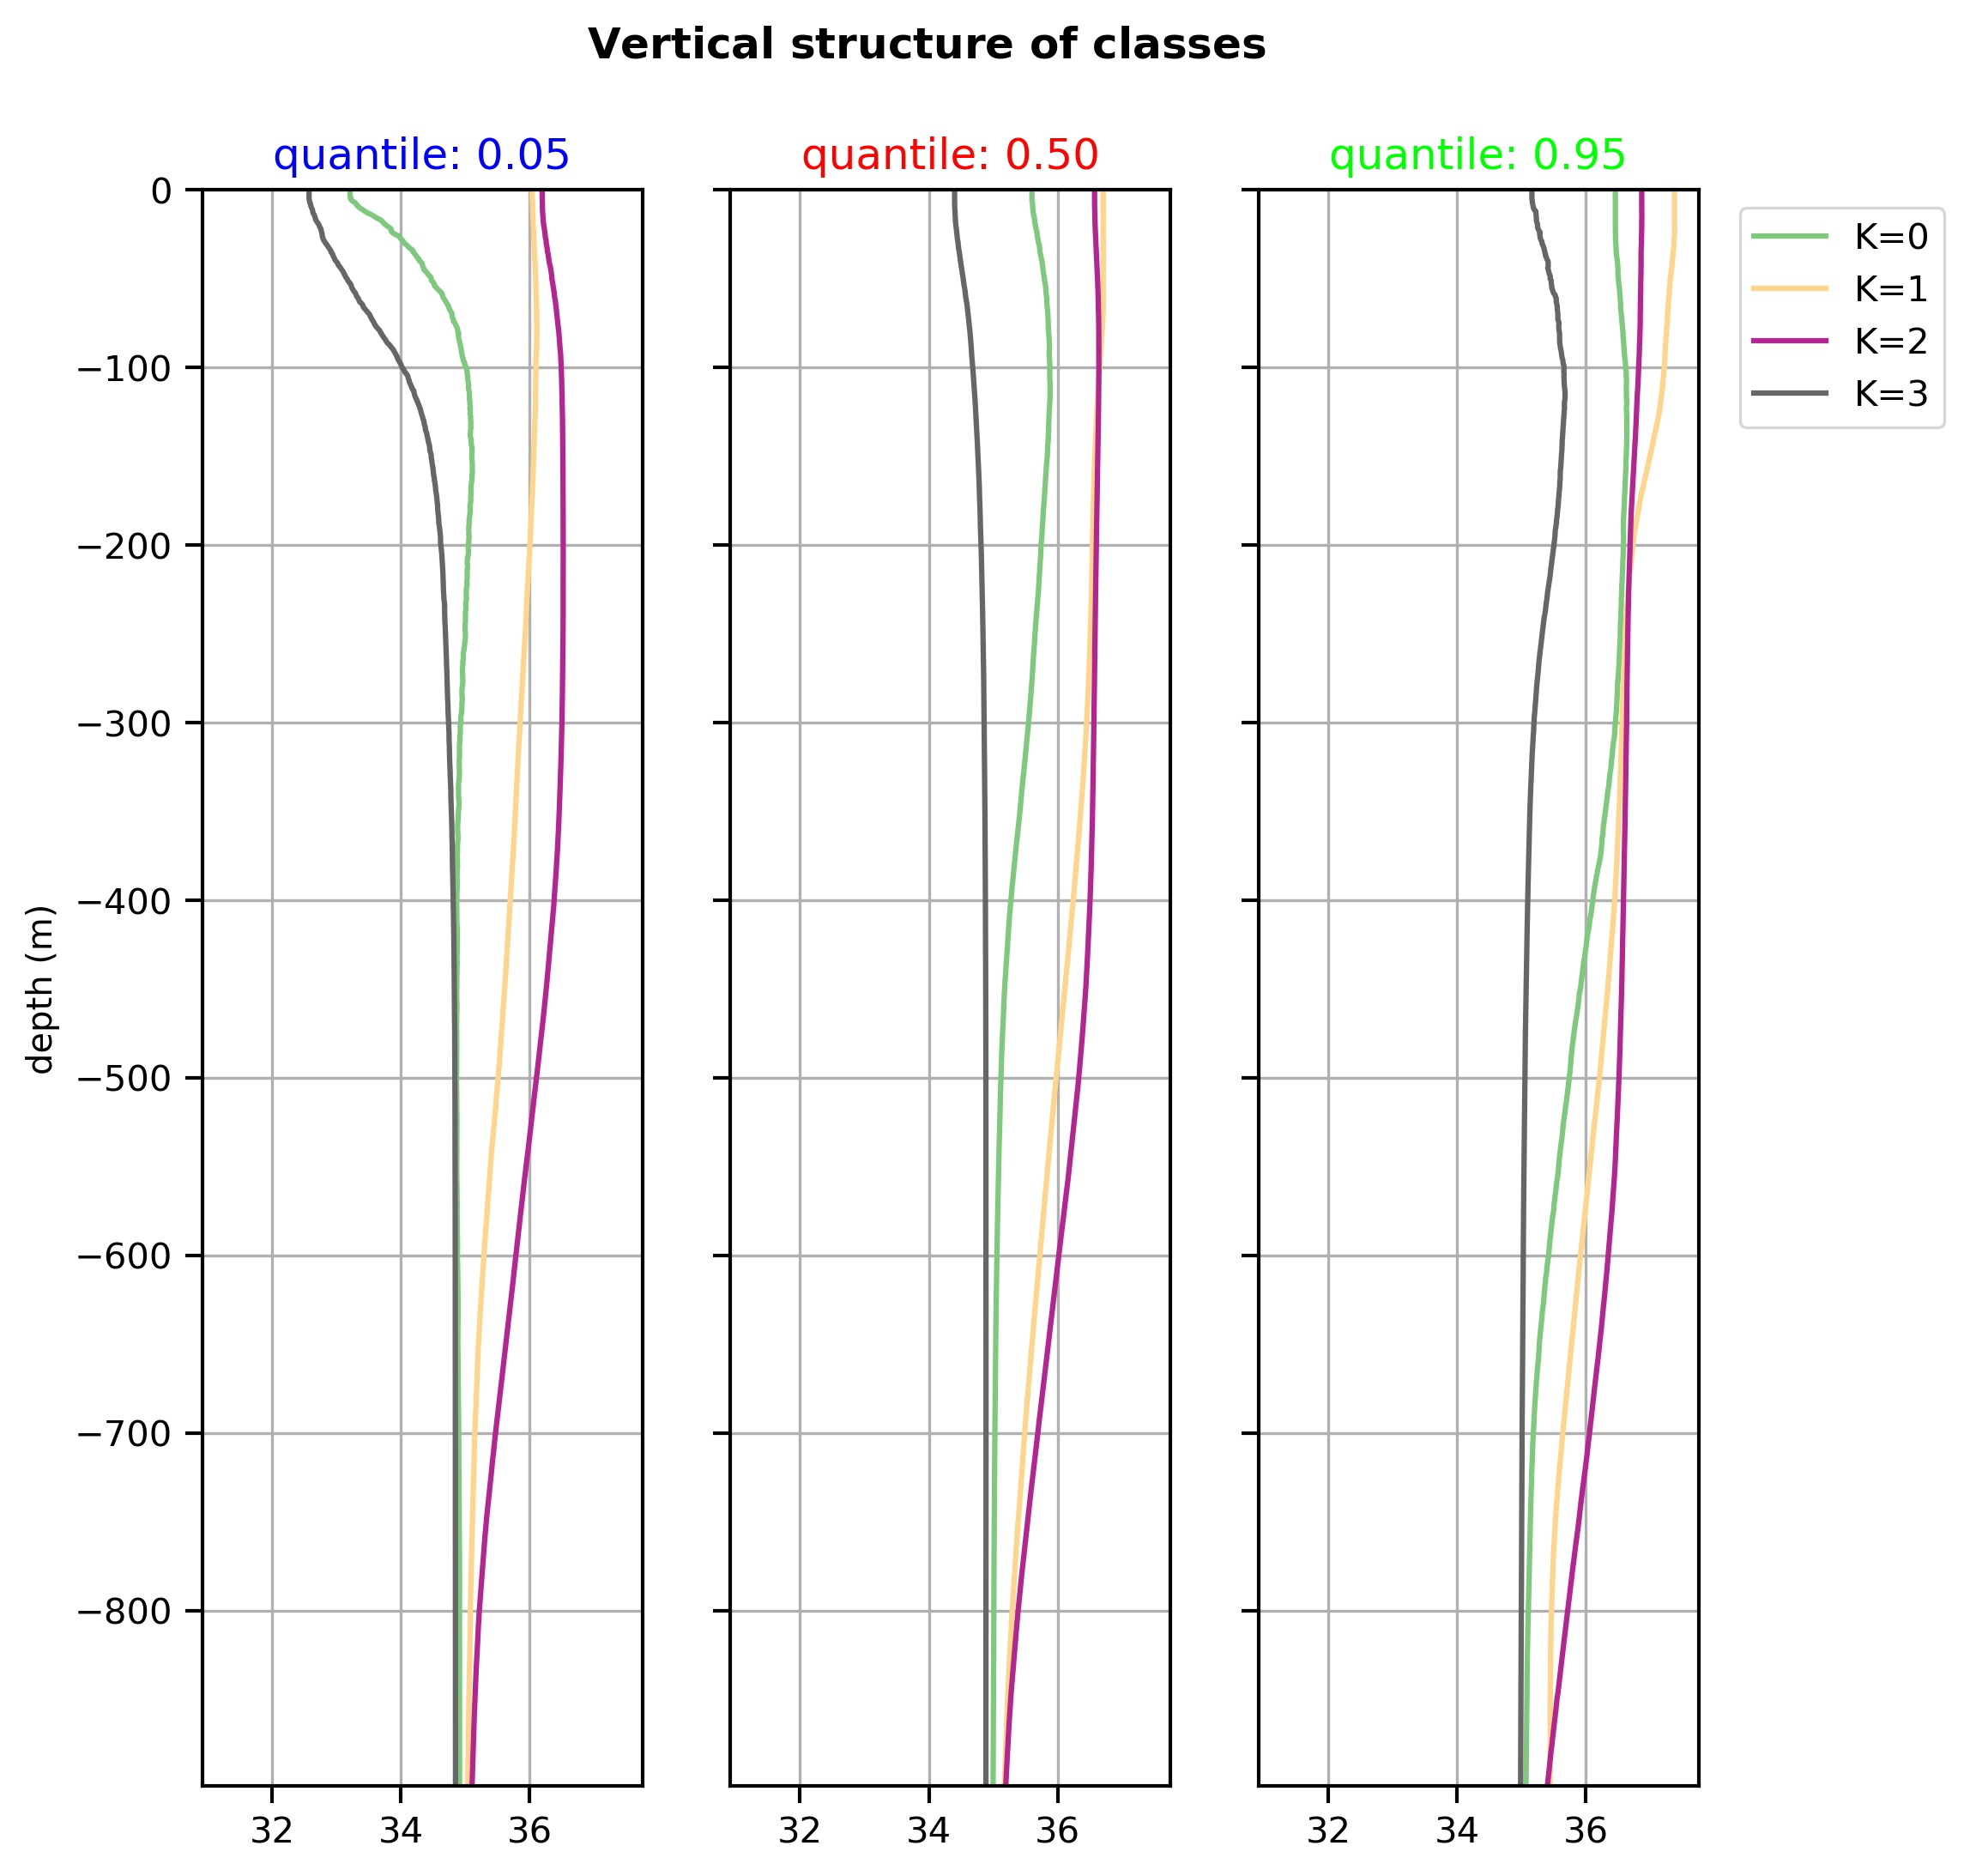 Vertical structure of classes
quantile: 0.05
quantile: 0.50
quantile: 0.95
0
−100
−200
−300
−400
−500
−600
−700
−800
depth (m)
32 34 36
32 34 36
32 34 36
K=0
K=1
K=2
K=3